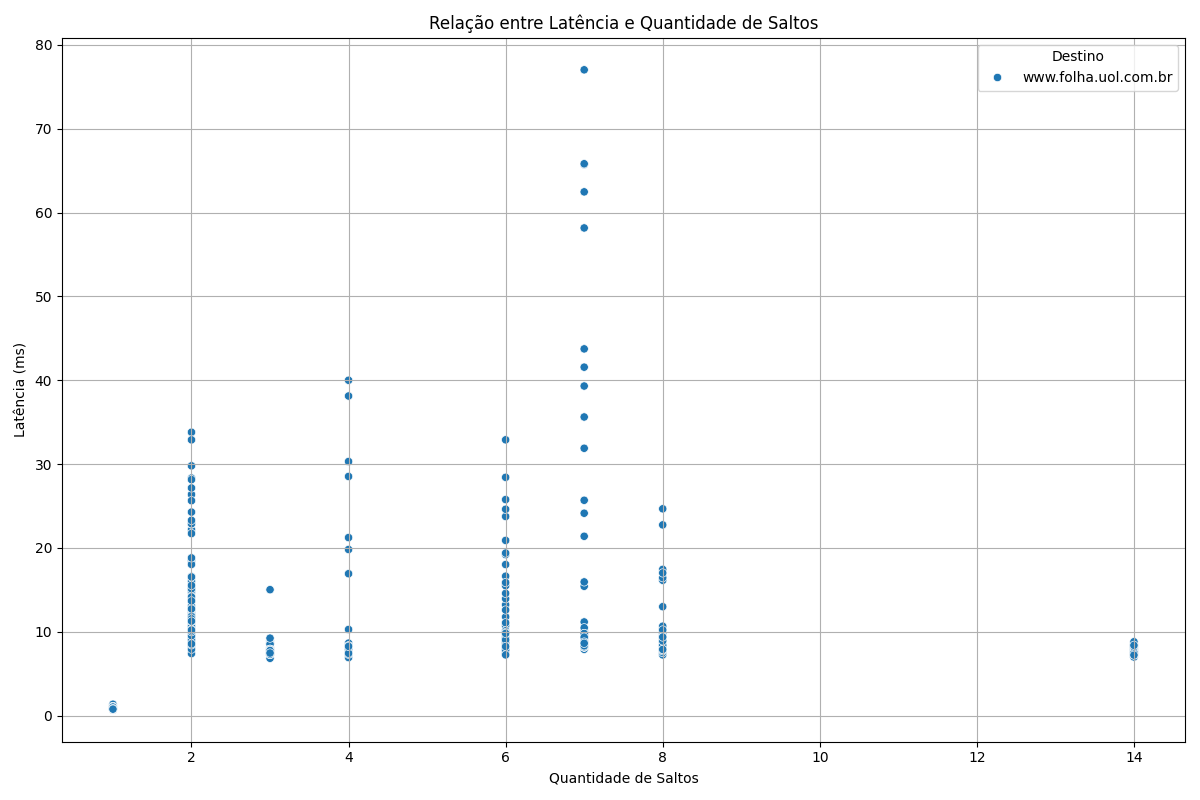 Relação entre Latência e Quantidade de Saltos
80
70
60
50
40
30
20
10
0
Latência (ms)
Destino
www.folha.uol.com.br
2 4 6 8 10 12 14
Quantidade de Saltos